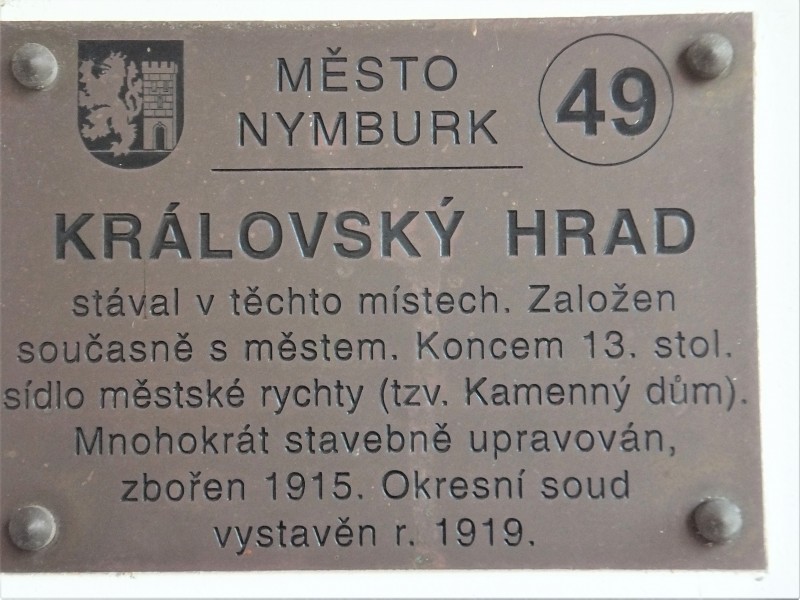 MĚSTO
NYMBURK
49
KRÁLOVSKÝ HRAD
stával v těchto místech. Založen
současně s městem. Koncem 13. stol.
sídlo městské rychty (tzv. Kamenný dům).
Mnohokrát stavebně upravován,
zbořen 1915. Okresní soud
vystavěn r. 1919.